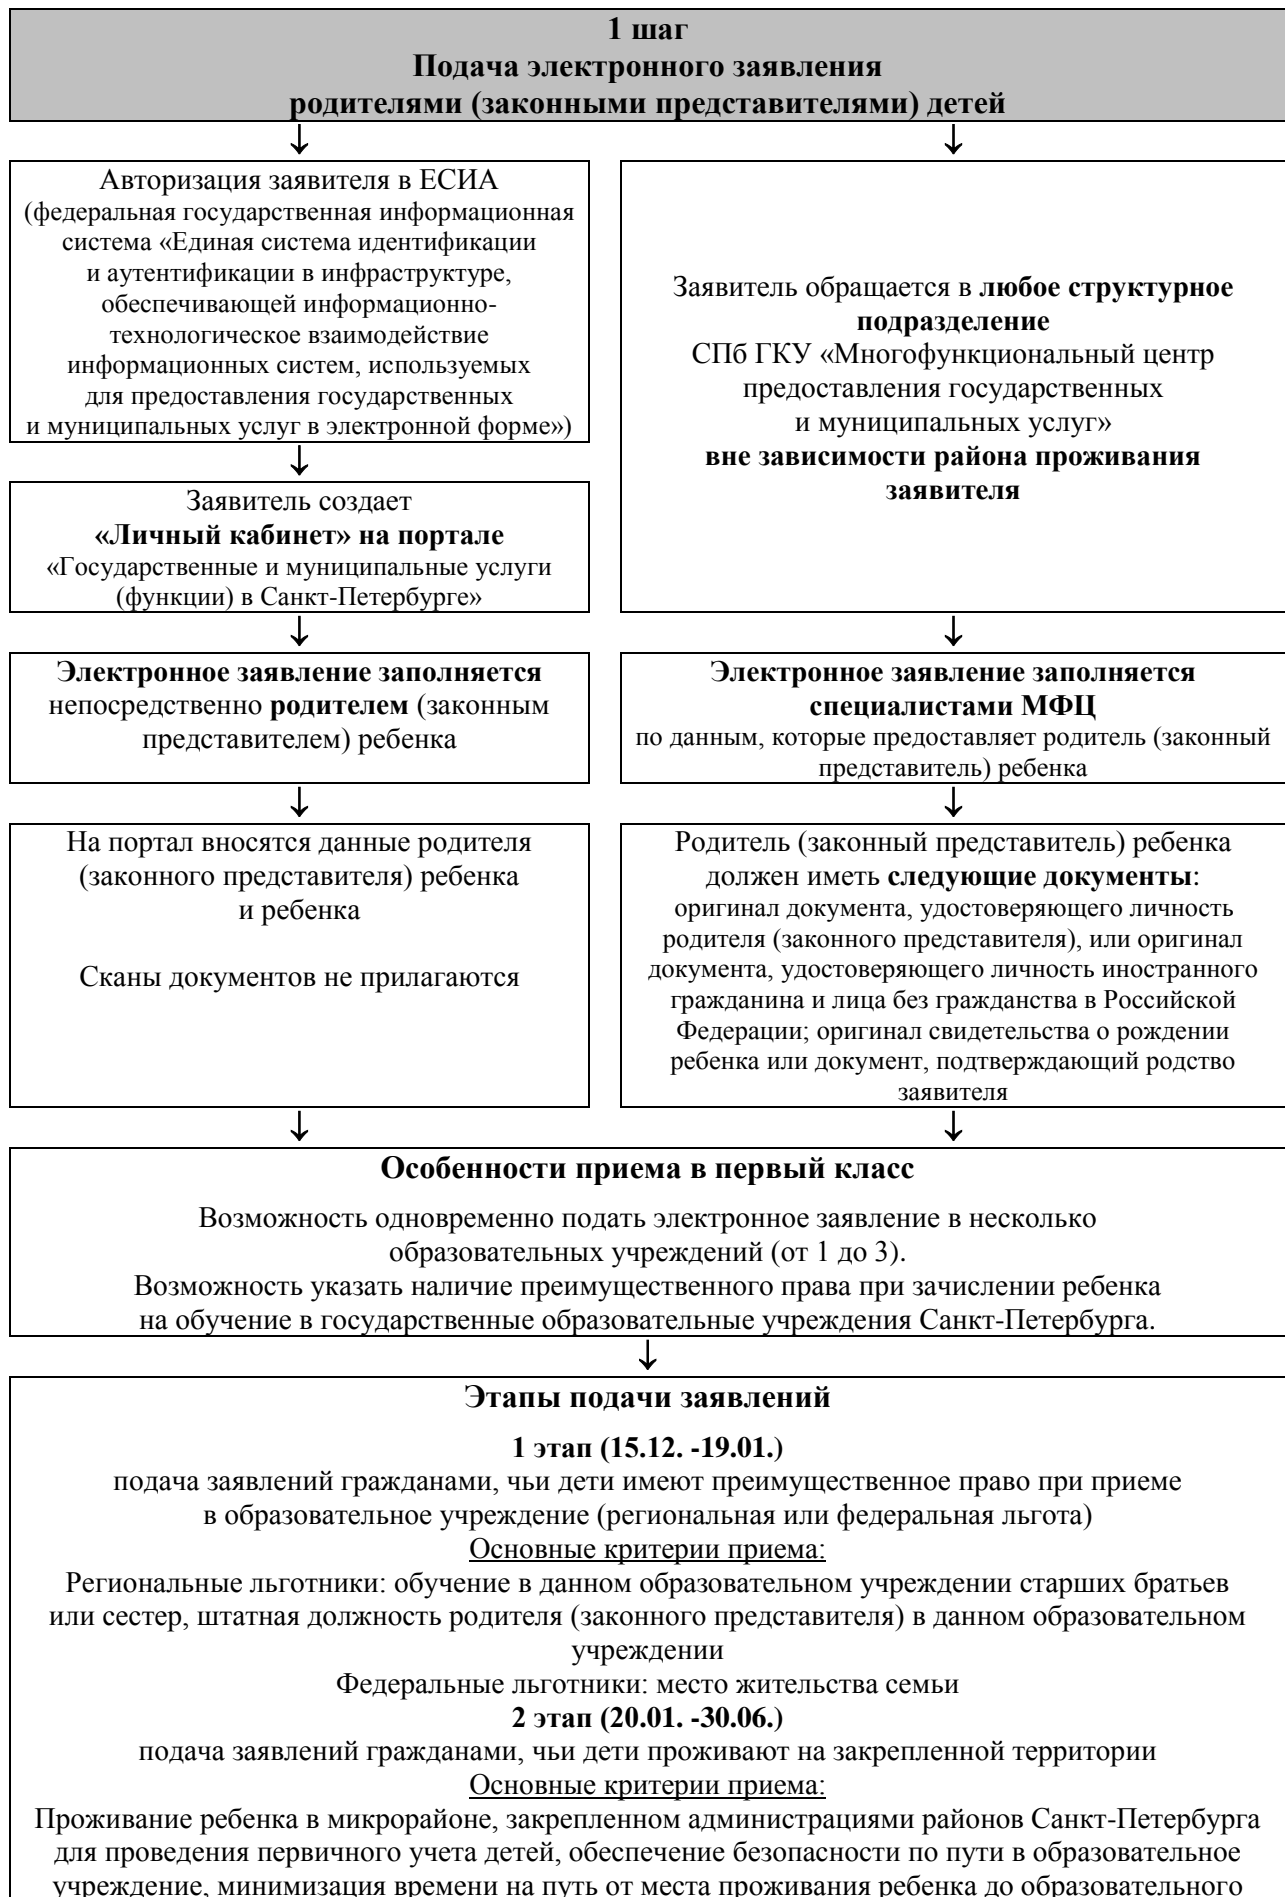 1 шаг
Подача электронного заявления
родителями (законными представителями) детей
↓
↓
Авторизация заявителя в ЕСИА
(федеральная государственная информационная
система «Единая система идентификации
и аутентификации в инфраструктуре,
обеспечивающей информационно-
технологическое взаимодействие
информационных систем, используемых
для предоставления государственных
и муниципальных услуг в электронной форме»)
↓
Заявитель создает
«Личный кабинет» на портале
«Государственные и муниципальные услуги
(функции) в Санкт-Петербурге»
Заявитель обращается в любое структурное
подразделение
СПб ГКУ «Многофункциональный центр
предоставления государственных
и муниципальных услуг»
вне зависимости района проживания
заявителя
↓
↓
Электронное заявление заполняется
непосредственно родителем (законным
представителем) ребенка
Электронное заявление заполняется
специалистами МФЦ
по данным, которые предоставляет родитель (законный
представитель) ребенка
↓
↓
На портал вносятся данные родителя
(законного представителя) ребенка
и ребенка
Сканы документов не прилагаются
Родитель (законный представитель) ребенка
должен иметь следующие документы:
оригинал документа, удостоверяющего личность
родителя (законного представителя), или оригинал
документа, удостоверяющего личность иностранного
гражданина и лица без гражданства в Российской
Федерации; оригинал свидетельства о рождении
ребенка или документ, подтверждающий родство
заявителя
↓
↓
Особенности приема в первый класс
Возможность одновременно подать электронное заявление в несколько
образовательных учреждений (от 1 до 3).
Возможность указать наличие преимущественного права при зачислении ребенка
на обучение в государственные образовательные учреждения Санкт-Петербурга.
↓
Этапы подачи заявлений
1 этап (15.12. -19.01.)
подача заявлений гражданами, чьи дети имеют преимущественное право при приеме
в образовательное учреждение (региональная или федеральная льгота)
Основные критерии приема:
Региональные льготники: обучение в данном образовательном учреждении старших братьев
или сестер, штатная должность родителя (законного представителя) в данном образовательном
учреждении
Федеральные льготники: место жительства семьи
2 этап (20.01. -30.06.)
подача заявлений гражданами, чьи дети проживают на закрепленной территории
Основные критерии приема:
Проживание ребенка в микрорайоне, закрепленном администрациями районов Санкт-Петербурга
для проведения первичного учета детей, обеспечение безопасности по пути в образовательное
учреждение, минимизация времени на путь от места проживания ребенка до образовательного